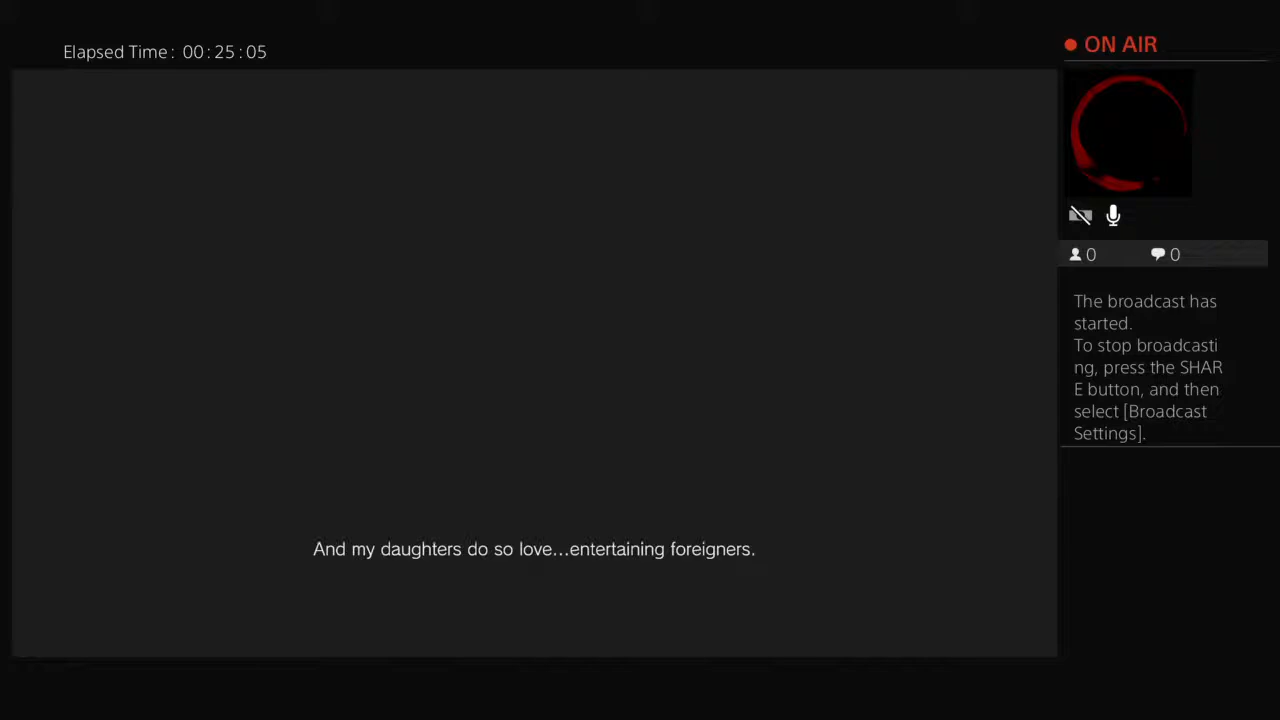 Elapsed Time: 00:25:05
ON AIR
0 0
The broadcast has
started.
To stop broadcasti
ng, press the SHAR
E button, and then
select [Broadcast
Settings].
And my daughters do so love...entertaining foreigners.